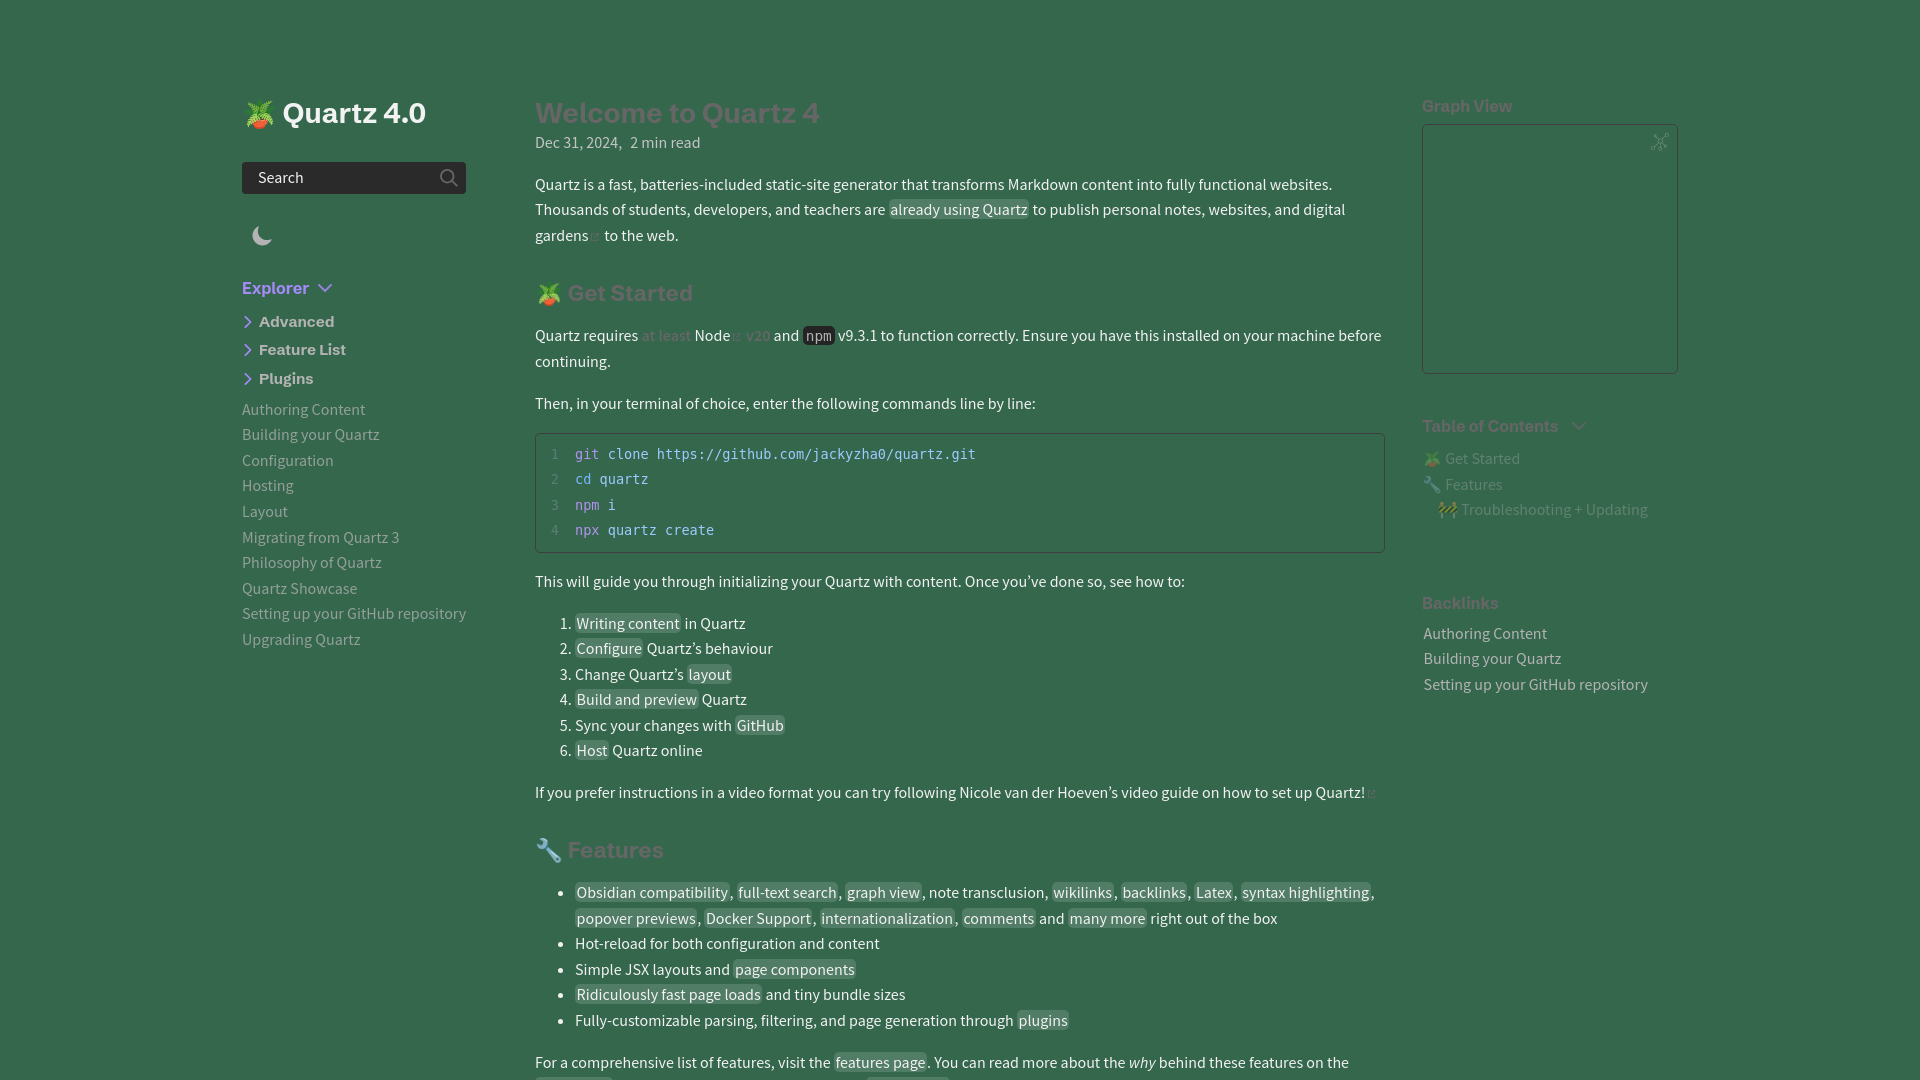 🪴 Quartz 4.0
Search
Explorer
Advanced
Feature List
Plugins
Authoring Content
Building your Quartz
Configuration
Hosting
Layout
Migrating from Quartz 3
Philosophy of Quartz
Quartz Showcase
Setting up your GitHub repository
Upgrading Quartz
Welcome to Quartz 4
Dec 31, 2024, 2 min read
Quartz is a fast, batteries-included static-site generator that transforms Markdown content into fully functional websites.
Thousands of students, developers, and teachers are already using Quartz to publish personal notes, websites, and digital
gardens to the web.
🪴 Get Started
Quartz requires at least Node v20 and npm v9.3.1 to function correctly. Ensure you have this installed on your machine before
continuing.
Then, in your terminal of choice, enter the following commands line by line:
1 git clone https://github.com/jackyzha0/quartz.git
2 cd quartz
3 npm i
4 npx quartz create
This will guide you through initializing your Quartz with content. Once you’ve done so, see how to:
1. Writing content in Quartz
2. Configure Quartz’s behaviour
3. Change Quartz’s layout
4. Build and preview Quartz
5. Sync your changes with GitHub
6. Host Quartz online
If you prefer instructions in a video format you can try following Nicole van der Hoeven’s video guide on how to set up Quartz!
🔧 Features
• Obsidian compatibility, full-text search, graph view, note transclusion, wikilinks, backlinks, Latex, syntax highlighting,
popover previews, Docker Support, internationalization, comments and many more right out of the box
• Hot-reload for both configuration and content
• Simple JSX layouts and page components
• Ridiculously fast page loads and tiny bundle sizes
• Fully-customizable parsing, filtering, and page generation through plugins
For a comprehensive list of features, visit the features page. You can read more about the why behind these features on the
Graph View
Table of Contents
🪴 Get Started
🔧 Features
🚧 Troubleshooting + Updating
Backlinks
Authoring Content
Building your Quartz
Setting up your GitHub repository